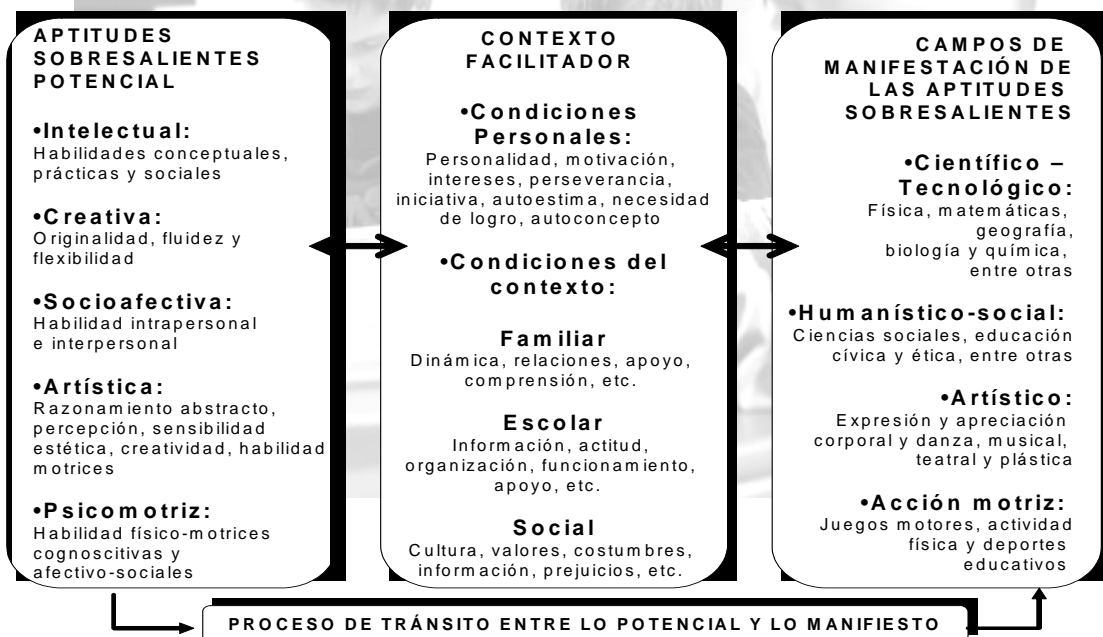 APTITUDES
SOBRESALIENTES
POTENCIAL
•Intelectual:
Habilidades conceptuales,
prácticas y sociales
•Creativa:
Originalidad, fluidez y
flexibilidad
•Socioafectiva:
Habilidad intrapersonal
e interpersonal
•Artística:
Razonamiento abstracto,
percepción, sensibilidad
estética, creatividad, habilidad
motrices
•Psicomotriz:
Habilidad físico-motrices
cognoscitivas y
afectivo-sociales
CONTEXTO
FACILITADOR
•Condiciones
Personales:
Personalidad, motivación,
intereses, perseverancia,
iniciativa, autoestima, necesidad
de logro, autoconcepto
•Condiciones del
contexto:
Familiar
Dinámica, relaciones, apoyo,
comprensión, etc.
Escolar
Información, actitud,
organización, funcionamiento,
apoyo, etc.
Social
Cultura, valores, costumbres,
información, prejuicios, etc.
CAMPOS DE
MANIFESTACIÓN DE
LAS APTITUDES
SOBRESALIENTES
•Científico –
Tecnológico:
Física, matemáticas,
geografía,
biología y química,
entre otras
•Humanístico-social:
Ciencias sociales, educación
cívica y ética, entre otras
•Artístico:
Expresión y apreciación
corporal y danza, musical,
teatral y plástica
•Acción motriz:
Juegos motores, actividad
física y deportes
educativos
PROCESO DE TRÁNSITO ENTRE LO POTENCIAL Y LO MANIFIESTO